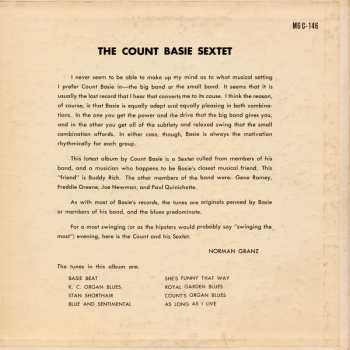 MG C-146
THE COUNT BASIE SEXTET
I never seem to be able to make up my mind as to what musical setting
I prefer Count Basie in—the big band or the small band. It seems that it is
usually the last record that I hear that converts me to its cause. I think the reason,
of course, is that Basie is equally adept and equally pleasing in both combina-
tions. In the one you get the power and the drive that the big band gives you,
and in the other you get all of the subtlety and relaxed swing that the small
combination affords. In either case, though, Basie is always the motivation
rhythmically for each group.
This latest album by Count Basie is a Sextet culled from members of his
band, and a musician who happens to be Basie's closest musical friend. This
"friend" is Buddy Rich. The other members of the band were: Gene Ramey,
Freddie Greene, Joe Newman, and Paul Quinichette.
As with most of Basie's records, the tunes are originals penned by Basie
or members of his band, and the blues predominate.
For a most swinging (or as the hipsters would probably say "swinging the
most") evening, here is the Count and his Sextet.
NORMAN GRANZ
The tunes in this album are:
BASIE BEAT
K. C. ORGAN BLUES
STAN SHORTHAIR
BLUE AND SENTIMENTAL
SHE'S FUNNY THAT WAY
ROYAL GARDEN BLUES
COUNT'S ORGAN BLUES
AS LONG AS I LIVE